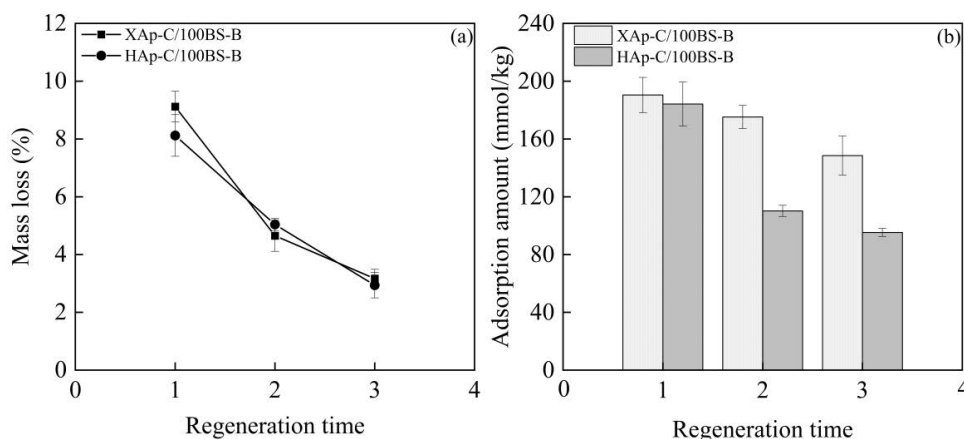 (a)
XAp-C/100BS-B
HAp-C/100BS-B
Mass loss (%)
12
10
8
6
4
2
0
0 1 2 3 4
Regeneration time
(b)
XAp-C/100BS-B
HAp-C/100BS-B
Adsorption amount (mmol/kg)
240
200
160
120
80
40
0
0 1 2 3 4
Regeneration time